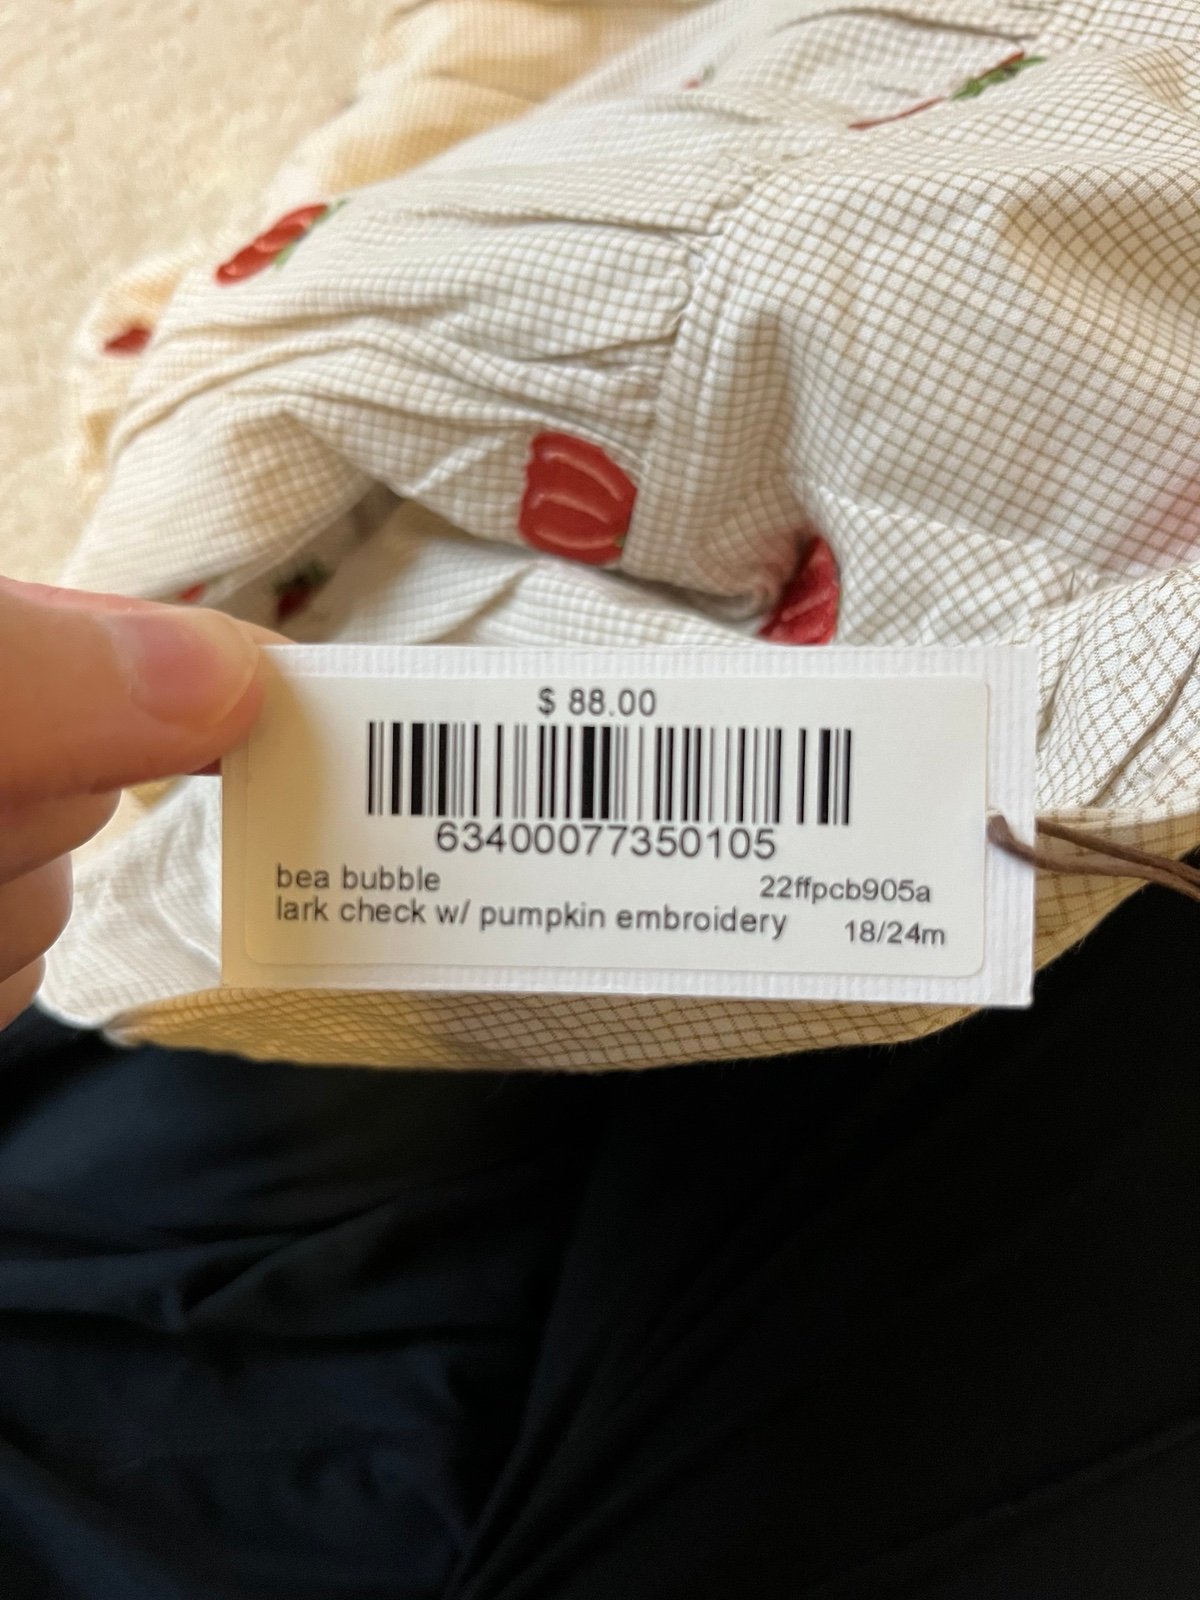 $ 88.00
63400077350105
bea bubble 22ffpcb905a
lark check w/ pumpkin embroidery 18/24m